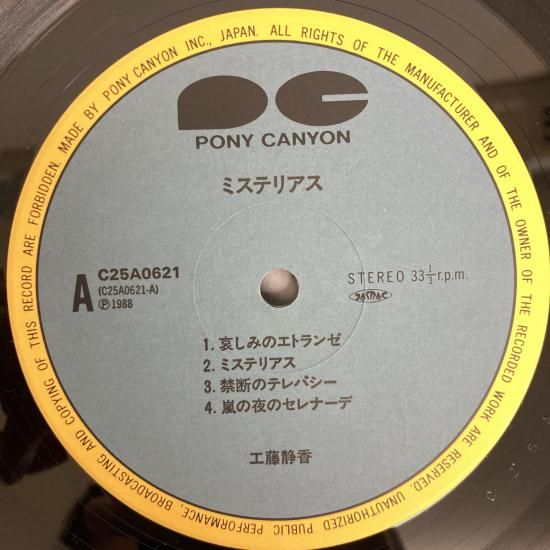 MADE BY PONY CANYON INC., JAPAN. ALL RIGHTS OF THE MANUFACTURER AND OF THE OWNER OF THE RECORDED WORK ARE RESERVED. UNAUTHORIZED PUBLIC PERFORMANCE, BROADCASTING AND COPYING OF THIS RECORD ARE FORBIDDEN.
PONY CANYON
ミステリアス
A
C25A0621
(C25A0621-A)
Ⓟ1988
STEREO 33 1/3 r.p.m.
JASRAC
1. 哀しみのエトランゼ
2. ミステリアス
3. 禁断のテレパシー
4. 嵐の夜のセレナーデ
工藤静香